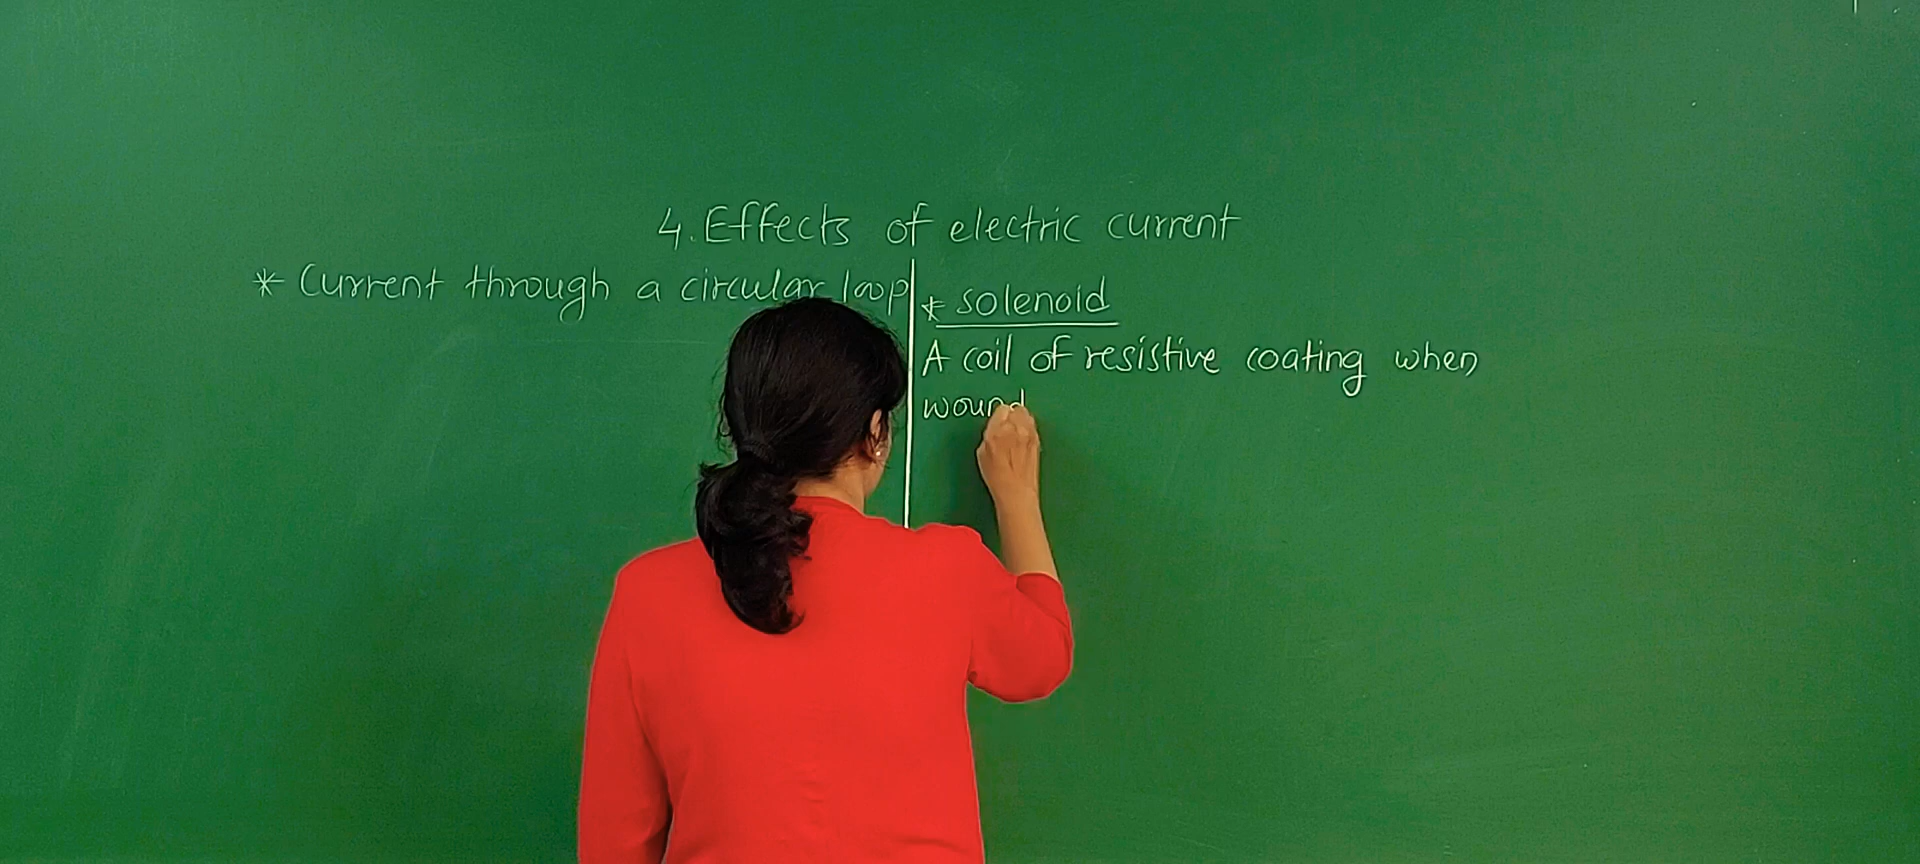 4. Effects of electric current
* Current through a circular loop
* solenoid
A coil of resistive coating when
wound